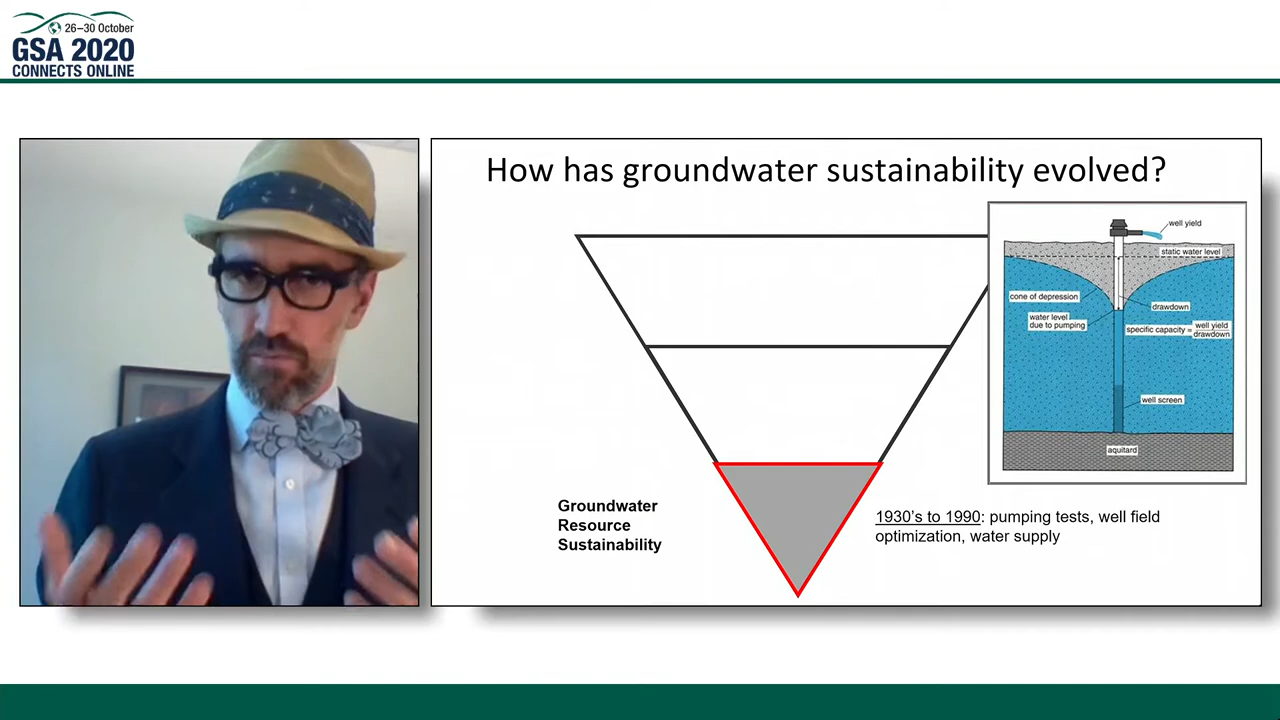 26–30 October
GSA 2020
CONNECTS ONLINE
How has groundwater sustainability evolved?
well yield
static water level
cone of depression
drawdown
water level
due to pumping
specific capacity = well yield
drawdown
well screen
aquitard
Groundwater
Resource
Sustainability
1930's to 1990: pumping tests, well field
optimization, water supply